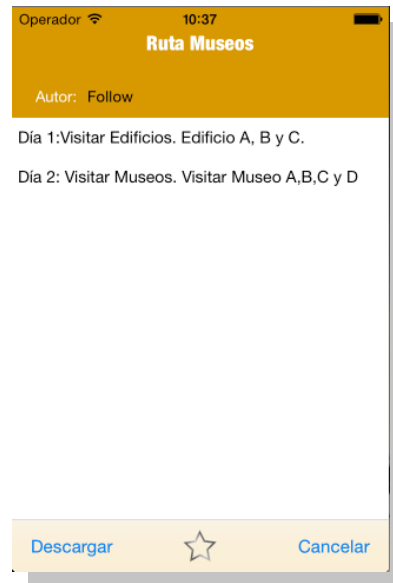 Operador 10:37
Ruta Museos
Autor: Follow
Día 1:Visitar Edificios. Edificio A, B y C.
Día 2: Visitar Museos. Visitar Museo A,B,C y D
Descargar Cancelar